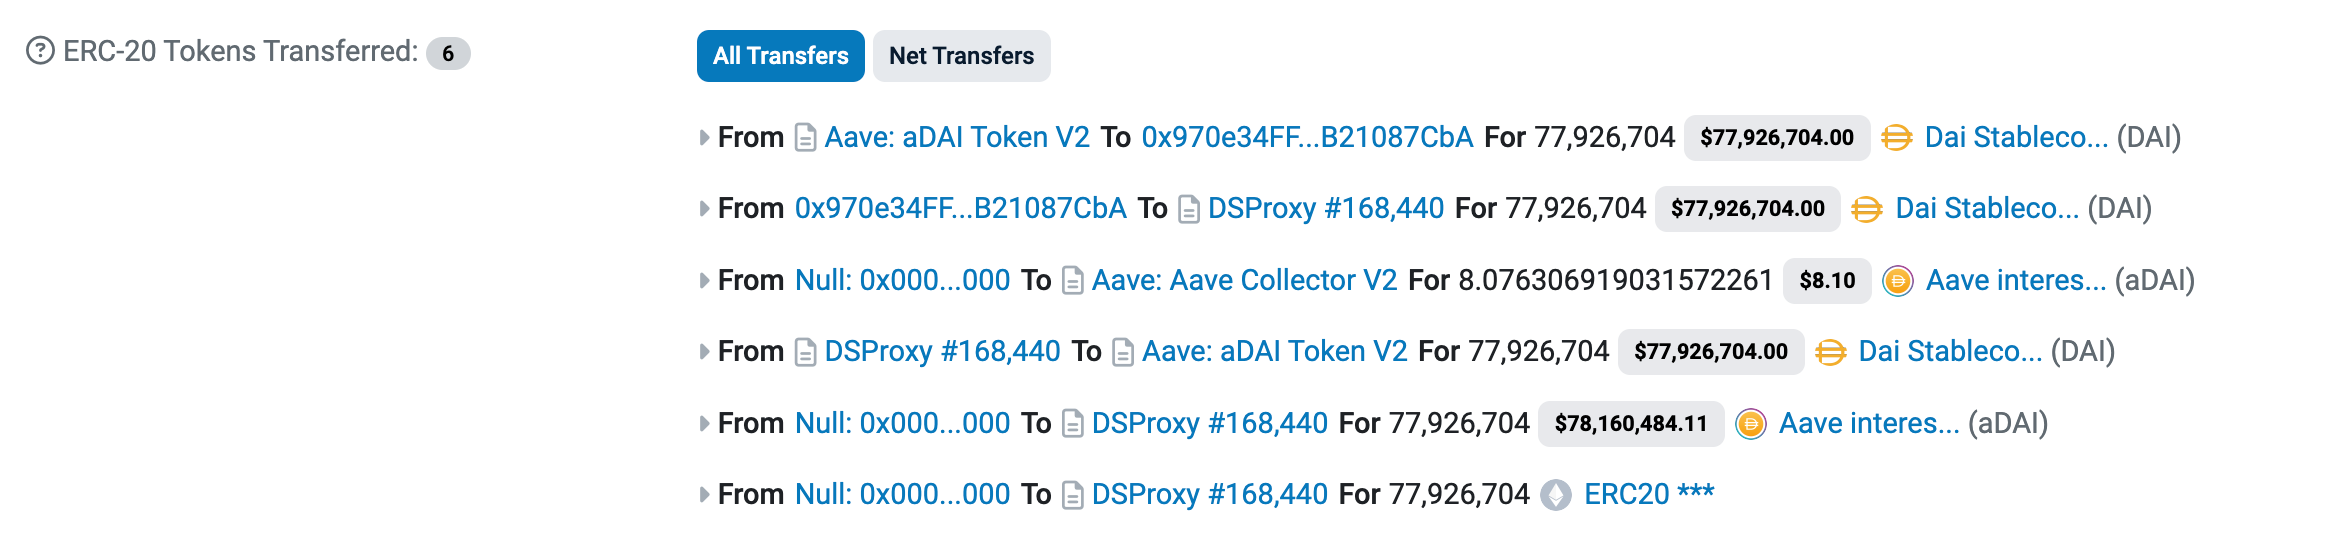 ERC-20 Tokens Transferred: 6
All Transfers Net Transfers
From Aave: aDAI Token V2 To 0x970e34FF...B21087CbA For 77,926,704 $77,926,704.00 Dai Stableco... (DAI)
From 0x970e34FF...B21087CbA To DSProxy #168,440 For 77,926,704 $77,926,704.00 Dai Stableco... (DAI)
From Null: 0x000...000 To Aave: Aave Collector V2 For 8.076306919031572261 $8.10 Aave interes... (aDAI)
From DSProxy #168,440 To Aave: aDAI Token V2 For 77,926,704 $77,926,704.00 Dai Stableco... (DAI)
From Null: 0x000...000 To DSProxy #168,440 For 77,926,704 $78,160,484.11 Aave interes... (aDAI)
From Null: 0x000...000 To DSProxy #168,440 For 77,926,704 ERC20 ***